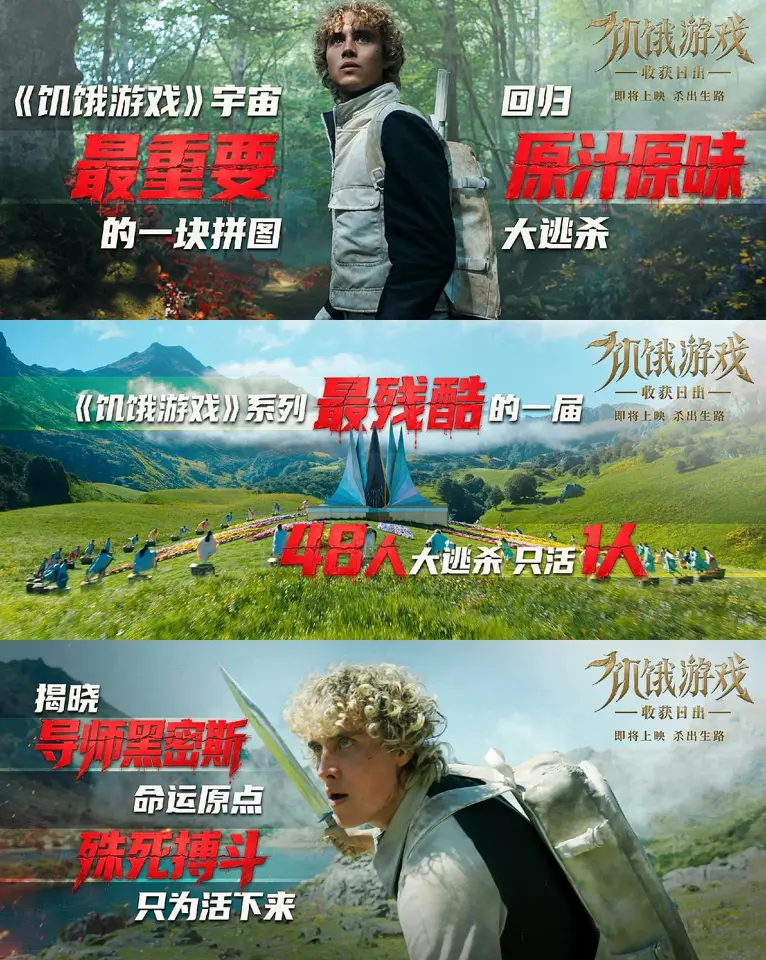 《饥饿游戏》宇宙
最重要
的一块拼图
回归
原汁原味
大逃杀
饥饿游戏
收获日出
即将上映 杀出生路
《饥饿游戏》系列最残酷的一届
48人大逃杀 只活1人
饥饿游戏
收获日出
即将上映 杀出生路
揭晓
导师黑密斯
命运原点
殊死搏斗
只为活下来
饥饿游戏
收获日出
即将上映 杀出生路